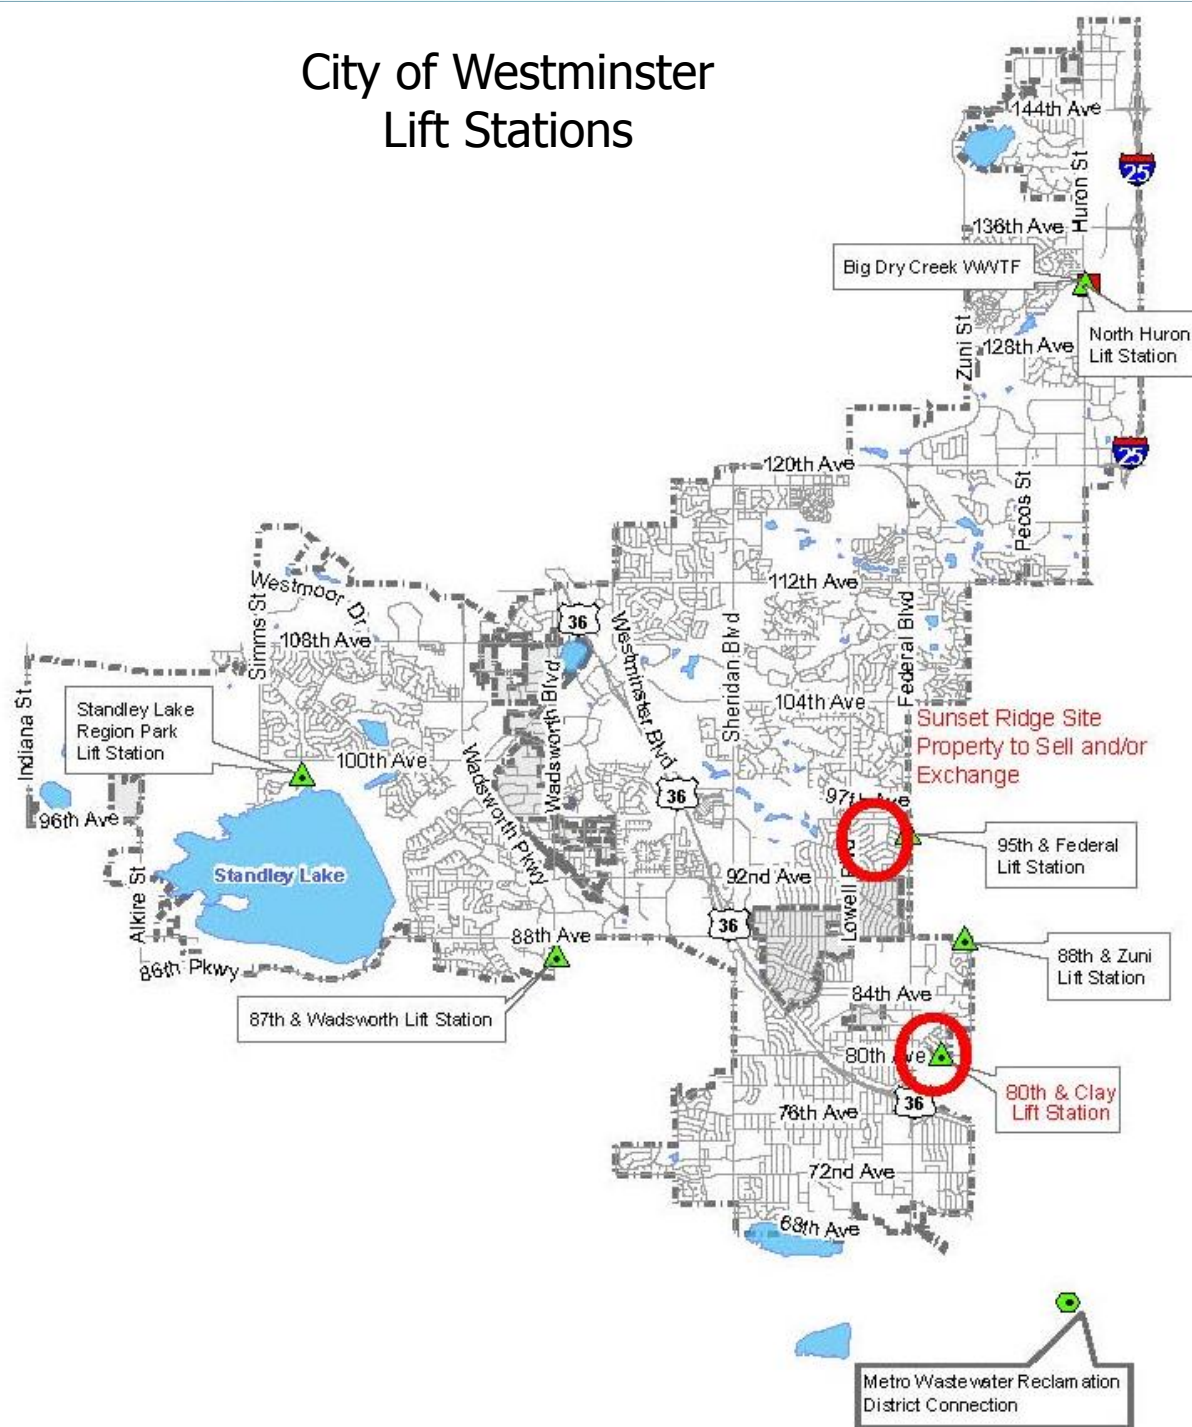 City of Westminster
Lift Stations
144th Ave
25
Huron St
136th Ave
Big Dry Creek WWTF
North Huron
Lift Station
Zuni St
128th Ave
25
120th Ave
Pecos St
112th Ave
Westmoor Dr
Simms St
108th Ave
36
Westminster Blvd
Sheridan Blvd
Federal Blvd
Wadsworth Blvd
Indiana St
Standley Lake
Region Park
Lift Station
104th Ave
Sunset Ridge Site
Property to Sell and/or
Exchange
100th Ave
Wadsworth Pkwy
36
97th Ave
96th Ave
95th & Federal
Lift Station
Standley Lake
92nd Ave
Lowell Blvd
Alkire St
36
88th Ave
88th & Zuni
Lift Station
86th Pkwy
84th Ave
87th & Wadsworth Lift Station
80th Ave
80th & Clay
Lift Station
36
76th Ave
72nd Ave
68th Ave
Metro Wastewater Reclamation
District Connection